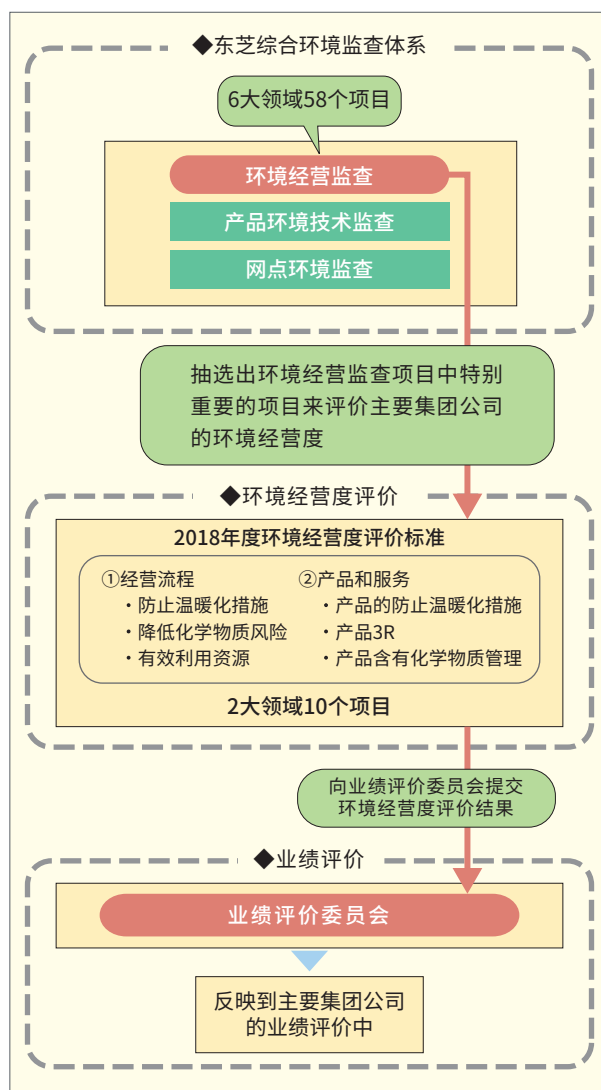 ◆东芝综合环境监查体系
6大领域58个项目
环境经营监查
产品环境技术监查
网点环境监查
抽选出环境经营监查项目中特别
重要的项目来评价主要集团公司
的环境经营度
◆环境经营度评价
2018年度环境经营度评价标准
①经营流程
・防止温暖化措施
・降低化学物质风险
・有效利用资源
②产品和服务
・产品的防止温暖化措施
・产品3R
・产品含有化学物质管理
2大领域10个项目
向业绩评价委员会提交
环境经营度评价结果
◆业绩评价
业绩评价委员会
反映到主要集团公司
的业绩评价中